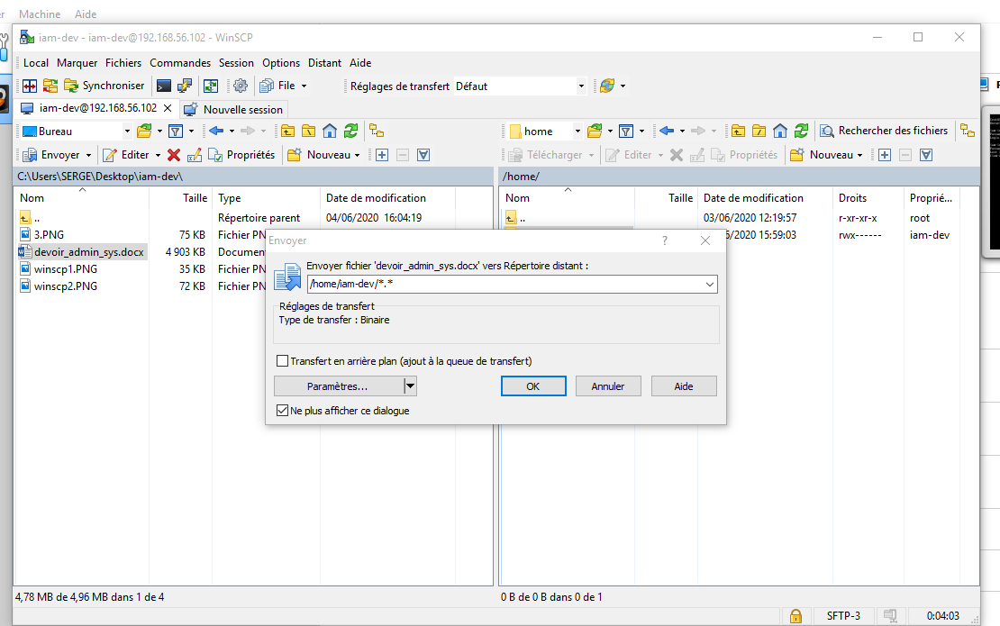 er Machine Aide
iam-dev - iam-dev@192.168.56.102 - WinSCP
Local Marquer Fichiers Commandes Session Options Distant Aide
Synchroniser File Réglages de transfert Défaut
iam-dev@192.168.56.102 Nouvelle session
Bureau home Rechercher des fichiers
Envoyer Editer Propriétés Nouveau Télécharger Editer Propriétés Nouveau
C:\Users\SERGE\Desktop\iam-dev\ /home/
Nom Taille Type Date de modification Nom Taille Date de modification Droits Proprié...
.. Répertoire parent 04/06/2020 16:04:19 .. 03/06/2020 12:19:57 r-xr-xr-x root
3.PNG 75 KB Fichier PN 6/2020 15:59:03 rwx------ iam-dev
devoir_admin_sys.docx 4 903 KB Documen
winscp1.PNG 35 KB Fichier PN
winscp2.PNG 72 KB Fichier PN
Envoyer ?
Envoyer fichier 'devoir_admin_sys.docx' vers Répertoire distant :
/home/iam-dev/*.*
Réglages de transfert
Type de transfer : Binaire
Transfert en arrière plan (ajout à la queue de transfert)
Paramètres... OK Annuler Aide
Ne plus afficher ce dialogue
4,78 MB de 4,96 MB dans 1 de 4 0 B de 0 B dans 0 de 1
SFTP-3 0:04:03